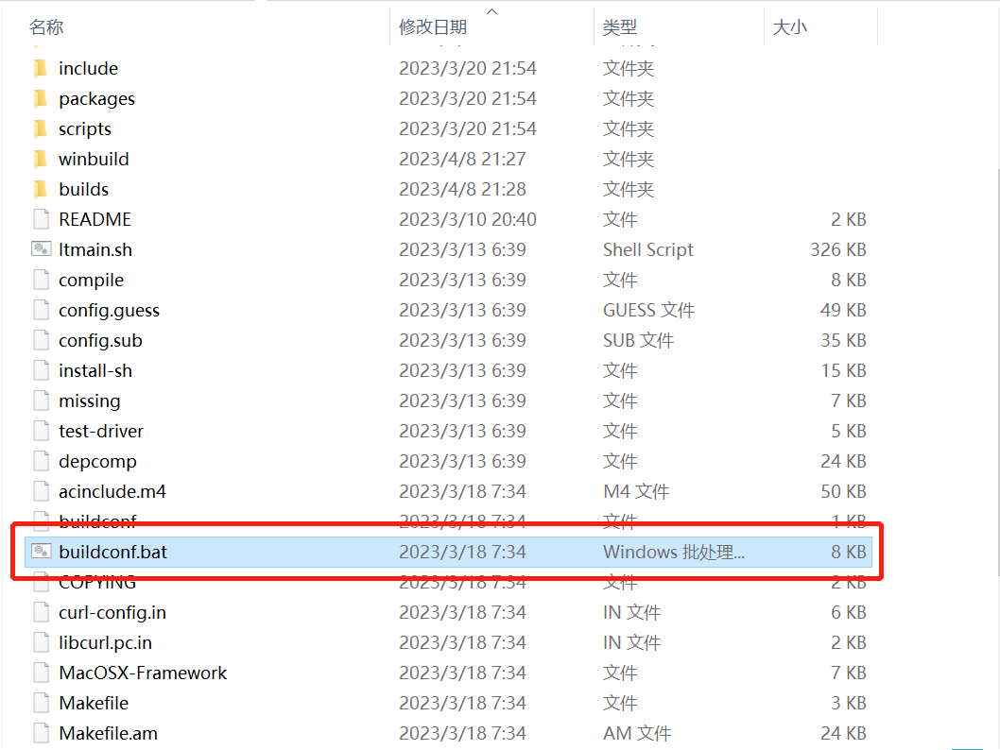 名称 修改日期 类型 大小
include 2023/3/20 21:54 文件夹
packages 2023/3/20 21:54 文件夹
scripts 2023/3/20 21:54 文件夹
winbuild 2023/4/8 21:27 文件夹
builds 2023/4/8 21:28 文件夹
README 2023/3/10 20:40 文件 2 KB
ltmain.sh 2023/3/13 6:39 Shell Script 326 KB
compile 2023/3/13 6:39 文件 8 KB
config.guess 2023/3/13 6:39 GUESS 文件 49 KB
config.sub 2023/3/13 6:39 SUB 文件 35 KB
install-sh 2023/3/13 6:39 文件 15 KB
missing 2023/3/13 6:39 文件 7 KB
test-driver 2023/3/13 6:39 文件 5 KB
depcomp 2023/3/13 6:39 文件 24 KB
acinclude.m4 2023/3/18 7:34 M4 文件 50 KB
buildconf 2023/3/18 7:34 文件 1 KB
buildconf.bat 2023/3/18 7:34 Windows 批处理... 8 KB
COPYING 2023/3/18 7:34 文件 2 KB
curl-config.in 2023/3/18 7:34 IN 文件 6 KB
libcurl.pc.in 2023/3/18 7:34 IN 文件 2 KB
MacOSX-Framework 2023/3/18 7:34 文件 7 KB
Makefile 2023/3/18 7:34 文件 3 KB
Makefile.am 2023/3/18 7:34 AM 文件 24 KB